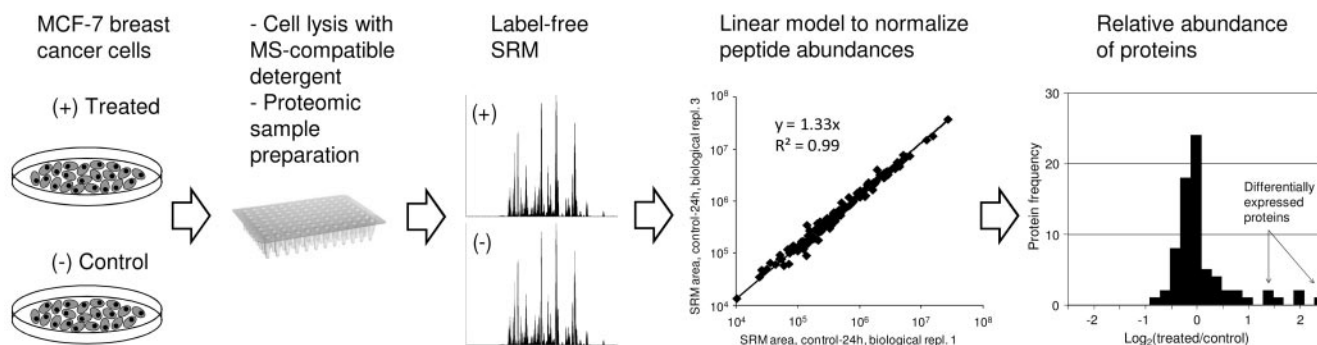 MCF-7 breast
cancer cells
(+) Treated
(-) Control
- Cell lysis with
MS-compatible
detergent
- Proteomic
sample
preparation
Label-free
SRM
(+)
(-)
Linear model to normalize
peptide abundances
SRM area, control-24h, biological repl. 3
10⁸
10⁷
10⁶
10⁵
10⁴
y = 1.33x
R² = 0.99
10⁴ 10⁵ 10⁶ 10⁷ 10⁸
SRM area, control-24h, biological repl. 1
Relative abundance
of proteins
Protein frequency
30
20
10
0
Differentially
expressed
proteins
-2 -1 0 1 2
Log₂(treated/control)